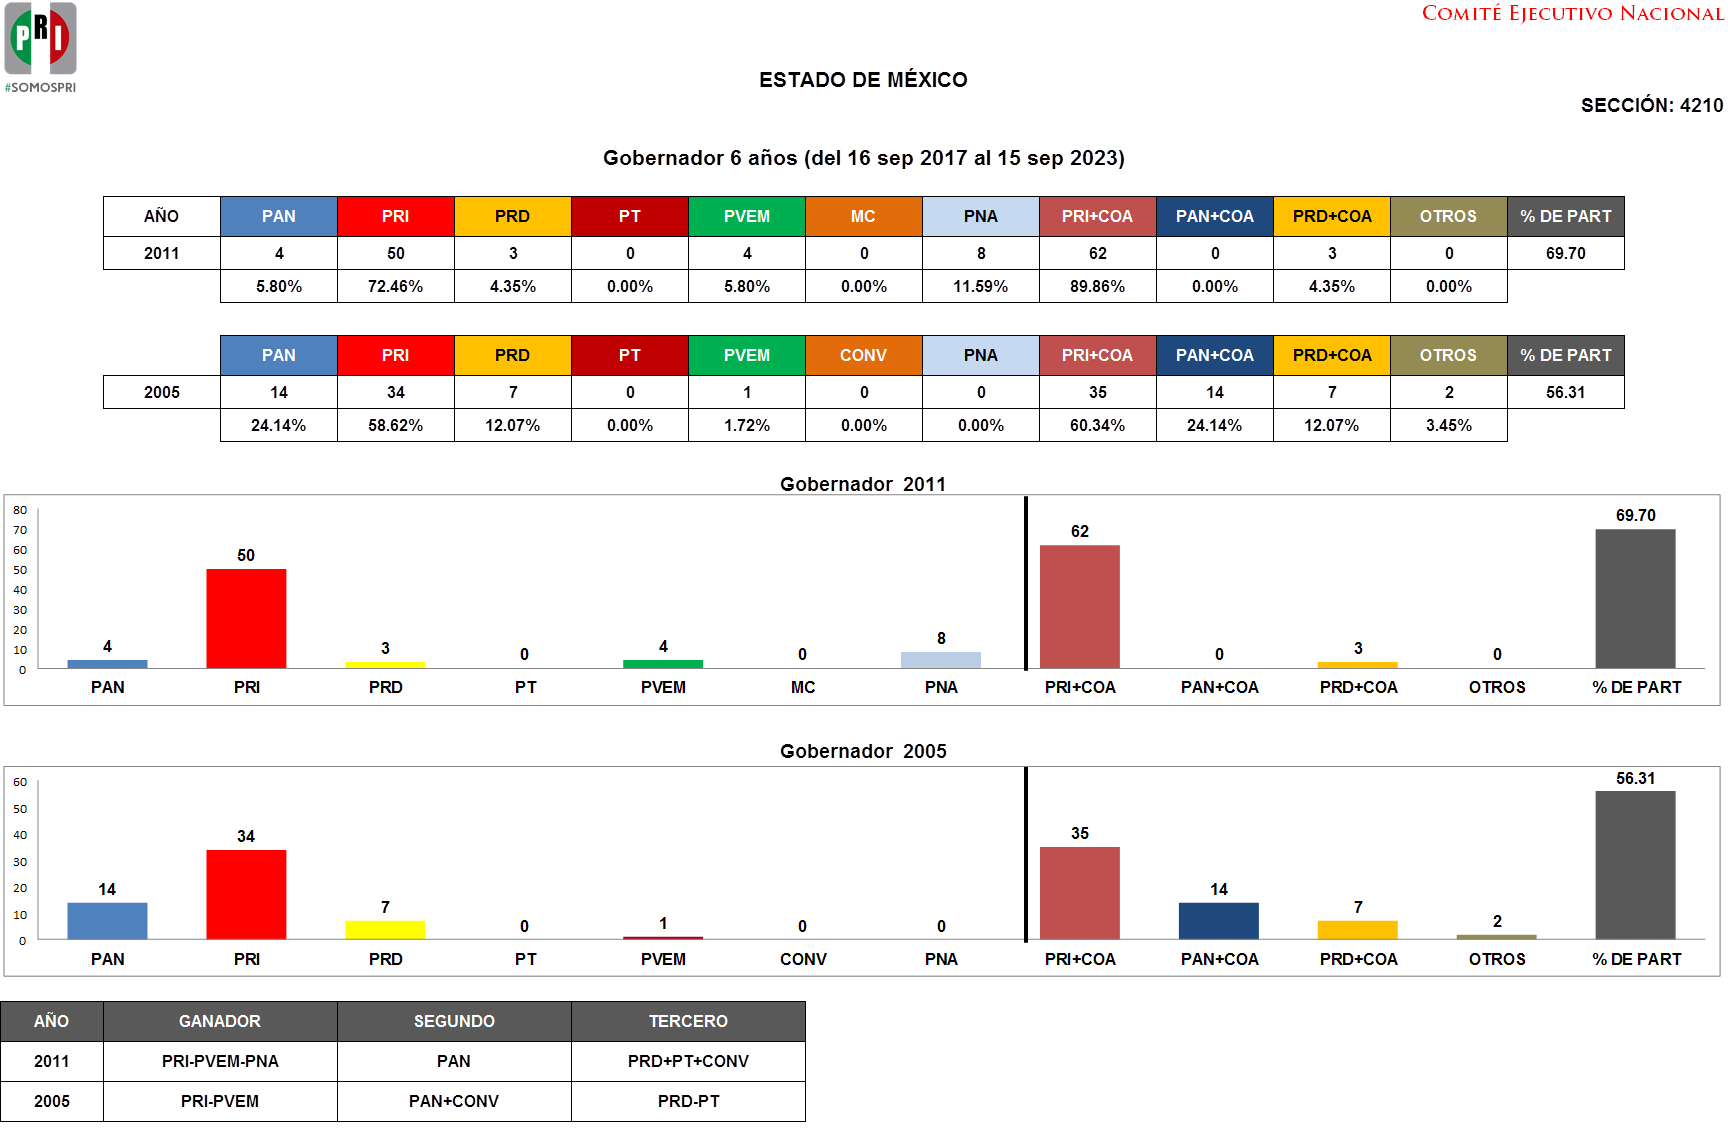 PRI
#SOMOSPRI
COMITÉ EJECUTIVO NACIONAL
ESTADO DE MÉXICO
SECCIÓN: 4210
Gobernador 6 años (del 16 sep 2017 al 15 sep 2023)
AÑO PAN PRI PRD PT PVEM MC PNA PRI+COA PAN+COA PRD+COA OTROS % DE PART
2011 4 50 3 0 4 0 8 62 0 3 0 69.70
5.80% 72.46% 4.35% 0.00% 5.80% 0.00% 11.59% 89.86% 0.00% 4.35% 0.00%
PAN PRI PRD PT PVEM CONV PNA PRI+COA PAN+COA PRD+COA OTROS % DE PART
2005 14 34 7 0 1 0 0 35 14 7 2 56.31
24.14% 58.62% 12.07% 0.00% 1.72% 0.00% 0.00% 60.34% 24.14% 12.07% 3.45%
Gobernador 2011
80
70
60
50
40
30
20
10
0
4 50 3 0 4 0 8 62 0 3 0 69.70
PAN PRI PRD PT PVEM MC PNA PRI+COA PAN+COA PRD+COA OTROS % DE PART
Gobernador 2005
60
50
40
30
20
10
0
14 34 7 0 1 0 0 35 14 7 2 56.31
PAN PRI PRD PT PVEM CONV PNA PRI+COA PAN+COA PRD+COA OTROS % DE PART
AÑO GANADOR SEGUNDO TERCERO
2011 PRI-PVEM-PNA PAN PRD+PT+CONV
2005 PRI-PVEM PAN+CONV PRD-PT